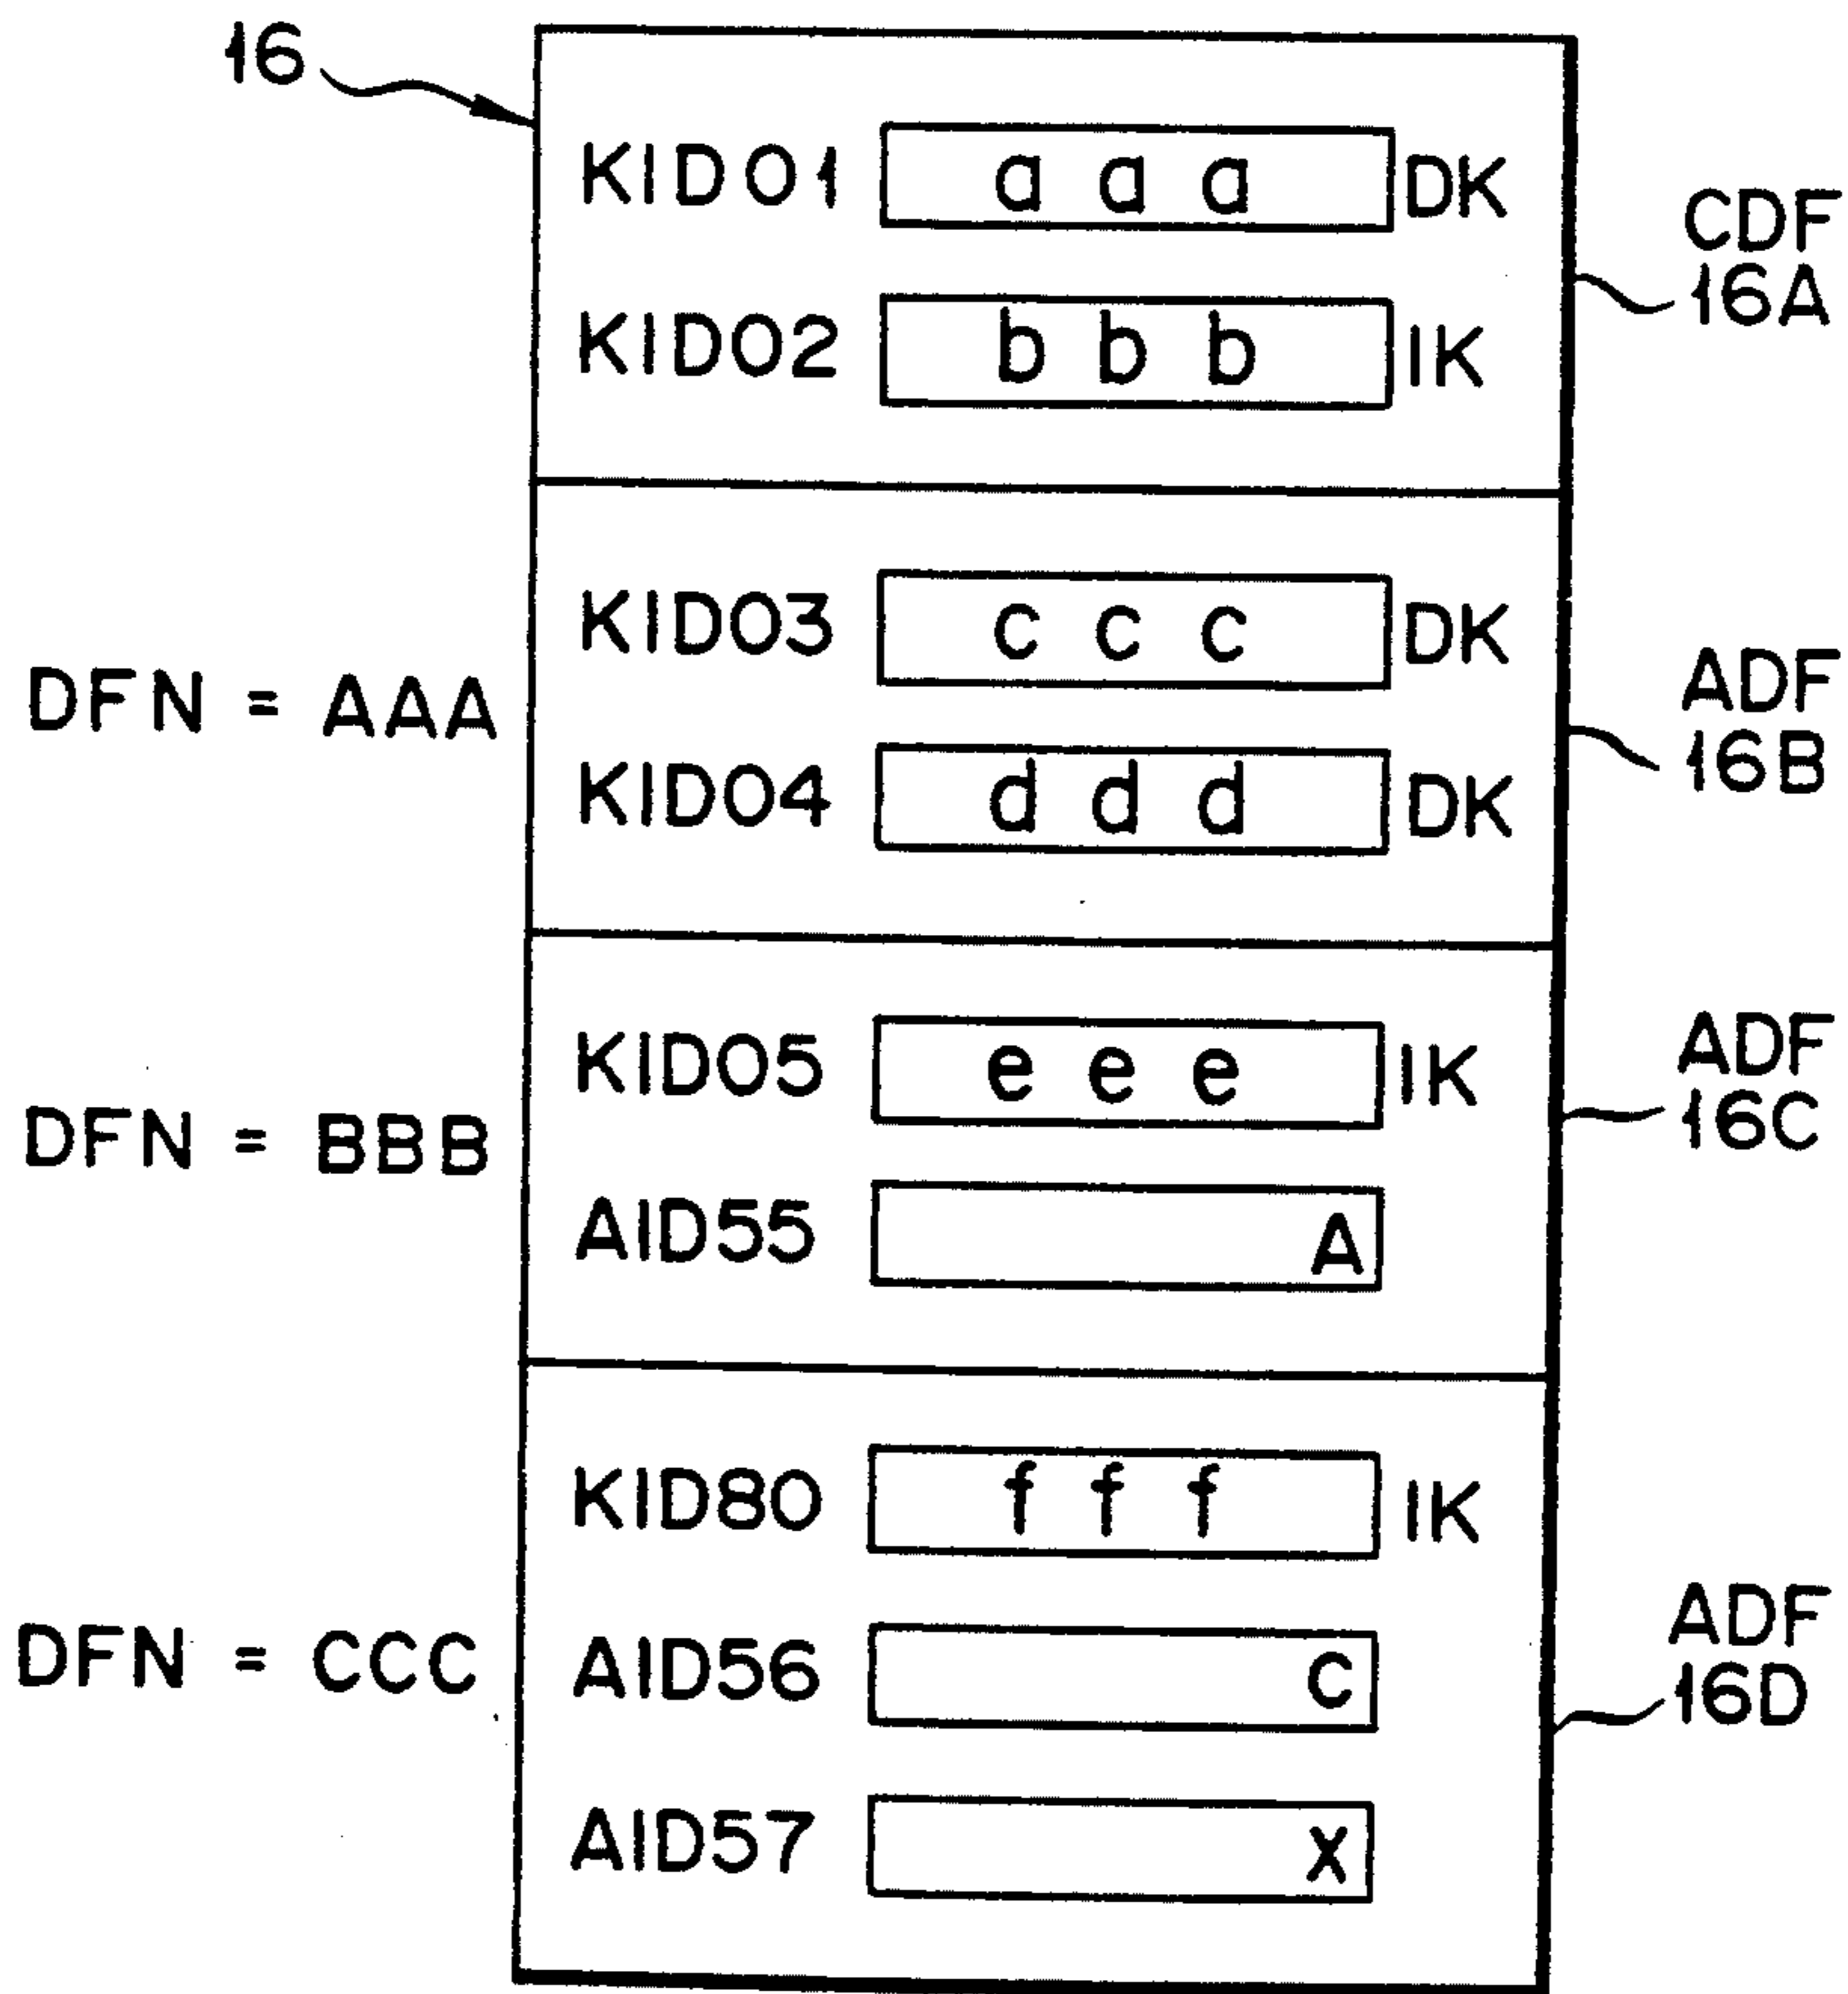 16
KID01 a a a DK
CDF
16A
KID02 b b b IK
KID03 c c c DK
DFN = AAA
ADF
16B
KID04 d d d DK
KID05 e e e IK
ADF
16C
DFN = BBB
AID55 A
KID80 f f f IK
DFN = CCC
AID56 C
ADF
16D
AID57 X